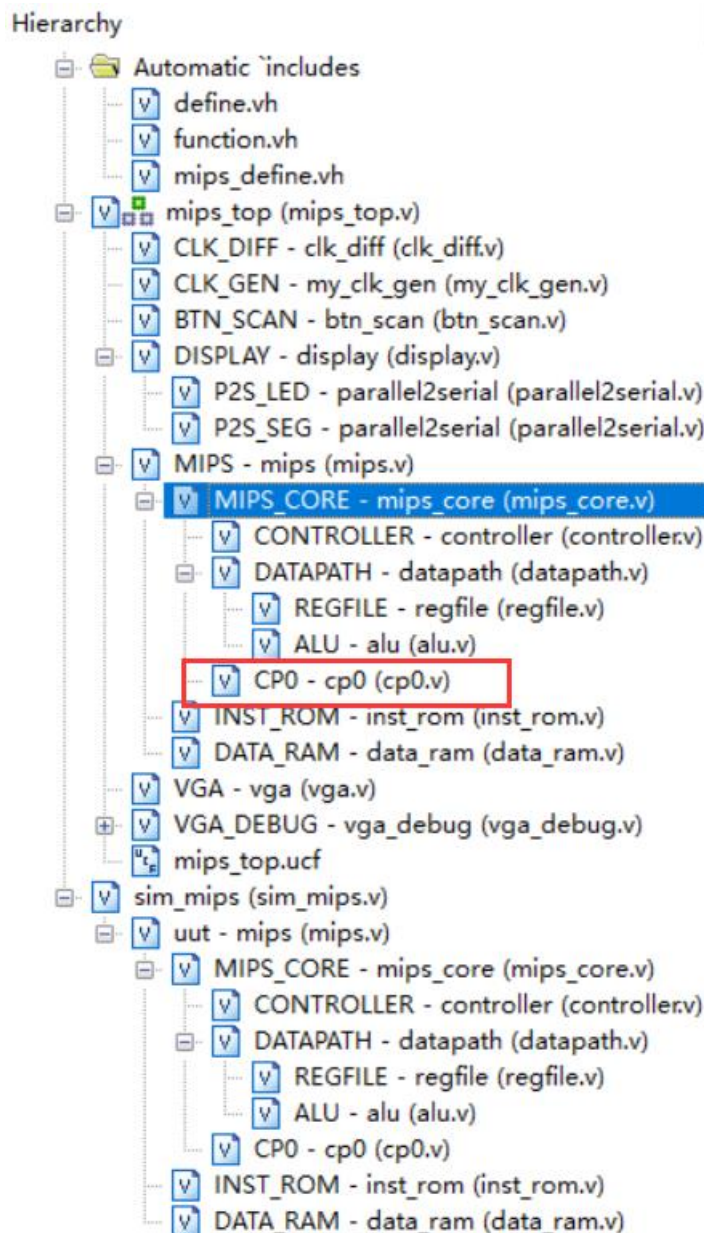 Hierarchy
Automatic `includes
define.vh
function.vh
mips_define.vh
mips_top (mips_top.v)
CLK_DIFF - clk_diff (clk_diff.v)
CLK_GEN - my_clk_gen (my_clk_gen.v)
BTN_SCAN - btn_scan (btn_scan.v)
DISPLAY - display (display.v)
P2S_LED - parallel2serial (parallel2serial.v)
P2S_SEG - parallel2serial (parallel2serial.v)
MIPS - mips (mips.v)
MIPS_CORE - mips_core (mips_core.v)
CONTROLLER - controller (controller.v)
DATAPATH - datapath (datapath.v)
REGFILE - regfile (regfile.v)
ALU - alu (alu.v)
CP0 - cp0 (cp0.v)
INST_ROM - inst_rom (inst_rom.v)
DATA_RAM - data_ram (data_ram.v)
VGA - vga (vga.v)
VGA_DEBUG - vga_debug (vga_debug.v)
mips_top.ucf
sim_mips (sim_mips.v)
uut - mips (mips.v)
MIPS_CORE - mips_core (mips_core.v)
CONTROLLER - controller (controller.v)
DATAPATH - datapath (datapath.v)
REGFILE - regfile (regfile.v)
ALU - alu (alu.v)
CP0 - cp0 (cp0.v)
INST_ROM - inst_rom (inst_rom.v)
DATA_RAM - data_ram (data_ram.v)